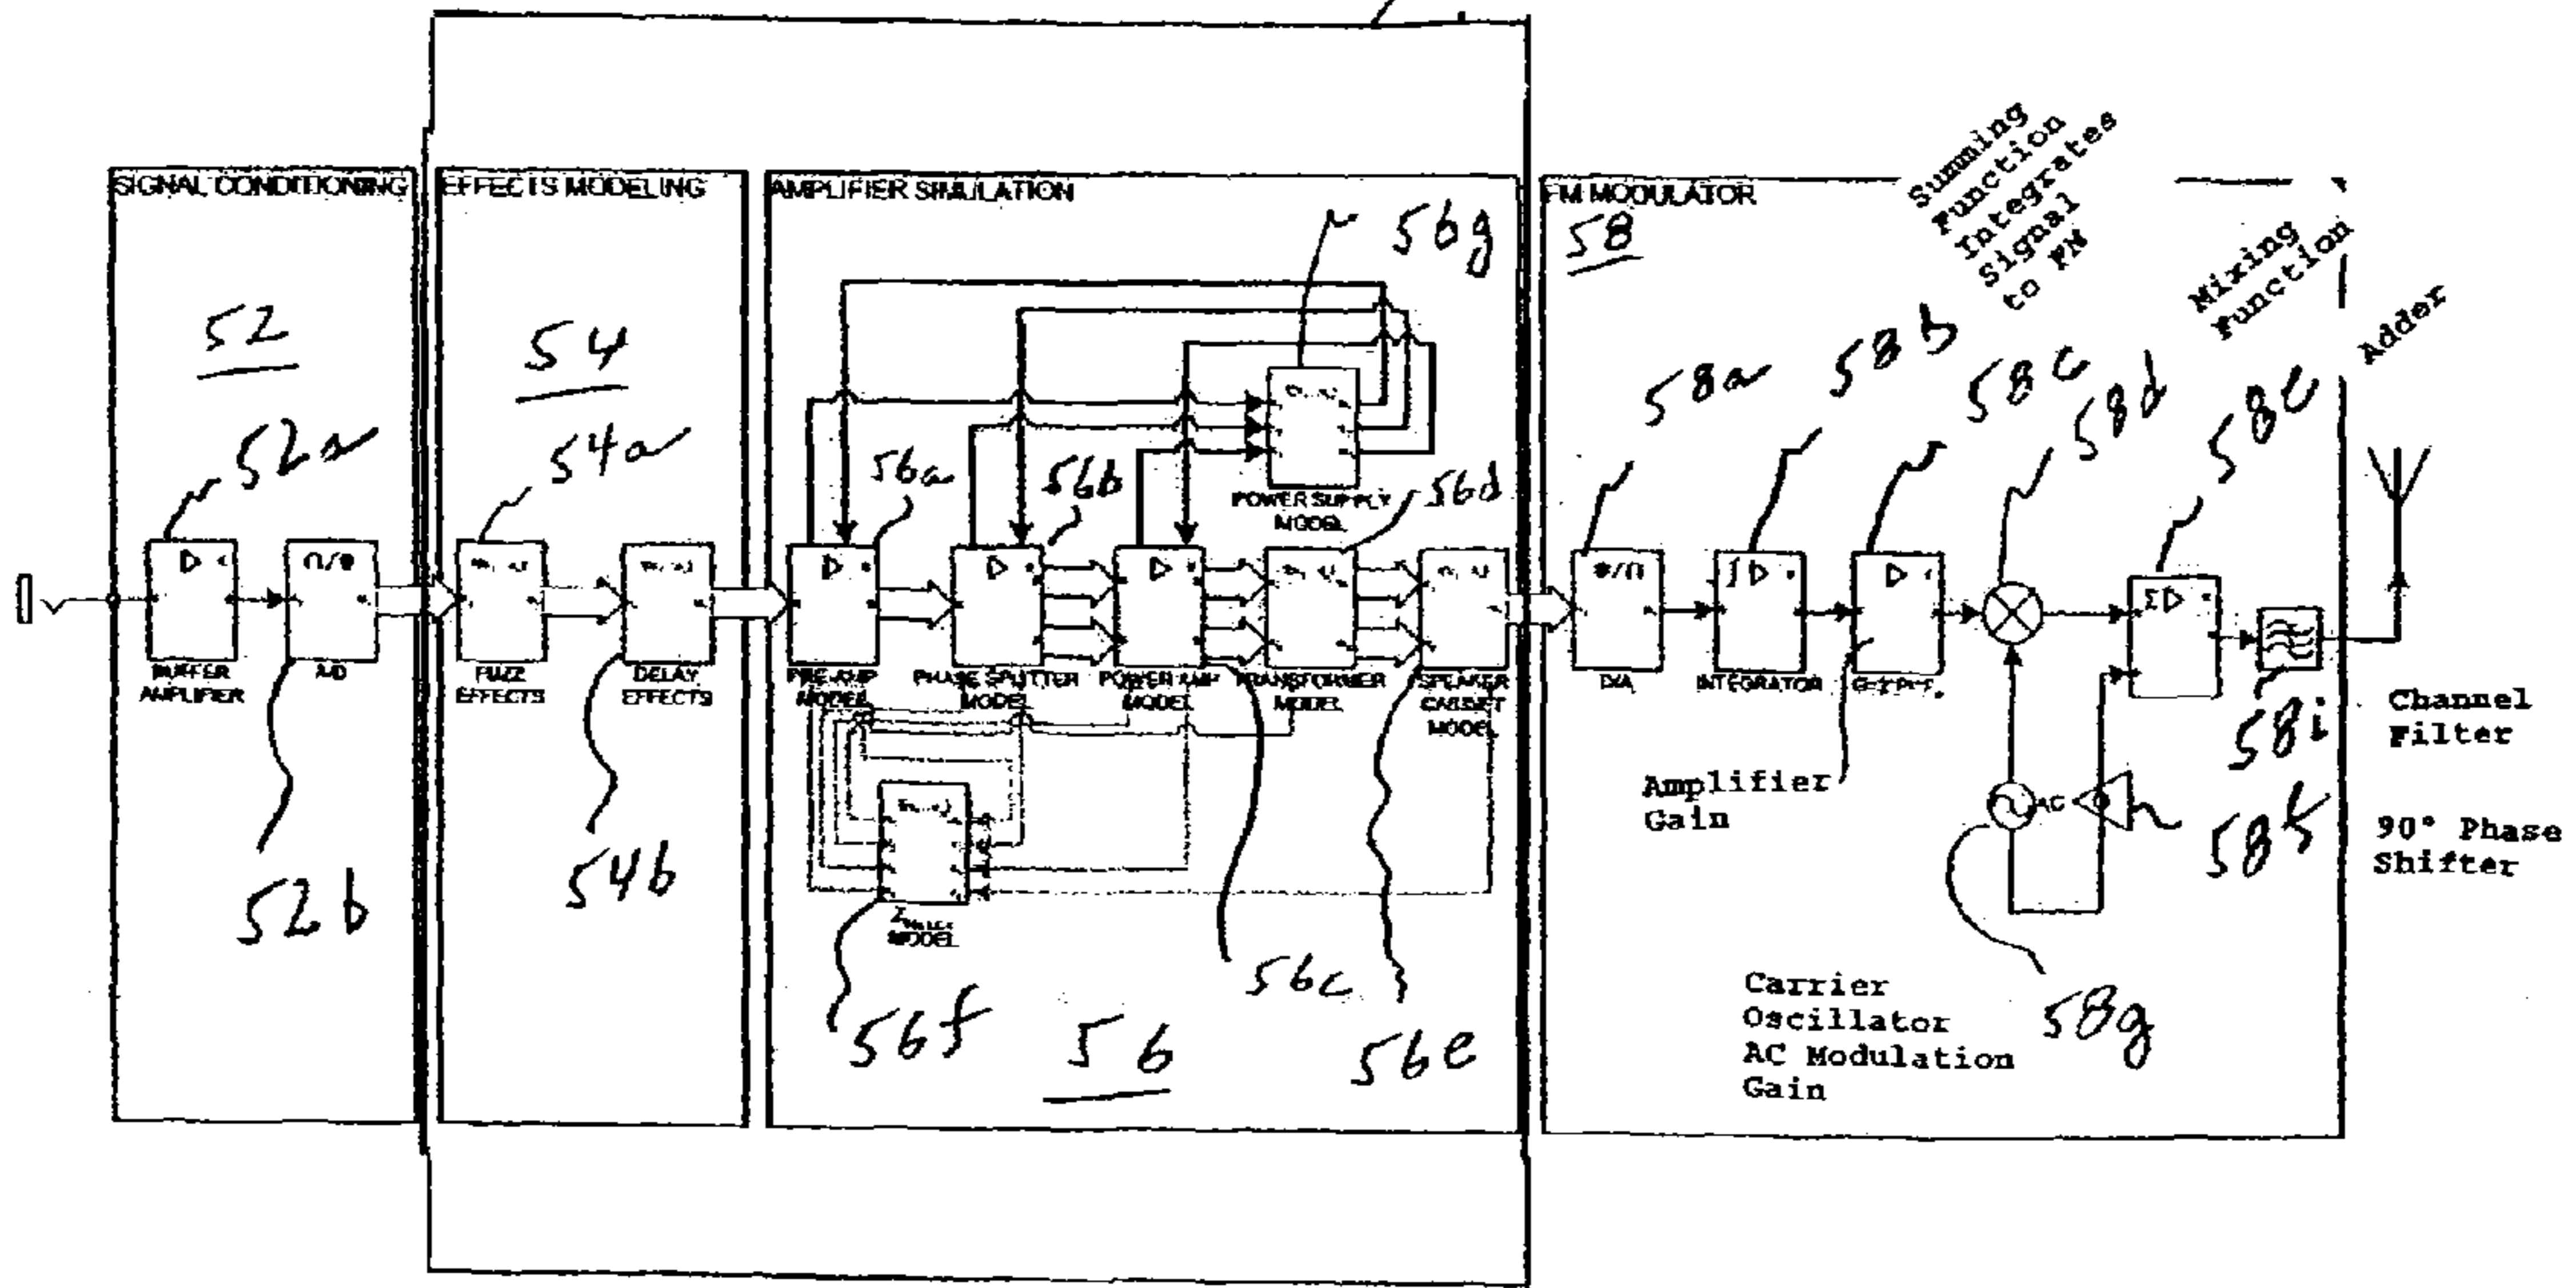 SIGNAL CONDITIONING
52
52a
BUFFER
AMPLIFIER
A/D
52b
EFFECTS MODELING
54
54a
FUZZ
EFFECTS
DELAY
EFFECTS
54b
AMPLIFIER SIMULATION
56g
POWER SUPPLY
MODEL
56a
56b
56d
PRE-AMP
MODEL
PHASE SPLITTER
MODEL
POWER AMP
MODEL
TRANSFORMER
MODEL
SPEAKER
CABINET
MODEL
MODEL
56f
56
56c
56e
FM MODULATOR
58
Summing
Function
Integrates
Signal
to FM
Mixing
Function
Adder
58a
58b
58c
58d
58e
D/A
INTEGRATOR
Σ
Amplifier
Gain
AC
58i
Channel
Filter
58f
90° Phase
Shifter
Carrier
Oscillator
AC Modulation
Gain
58g